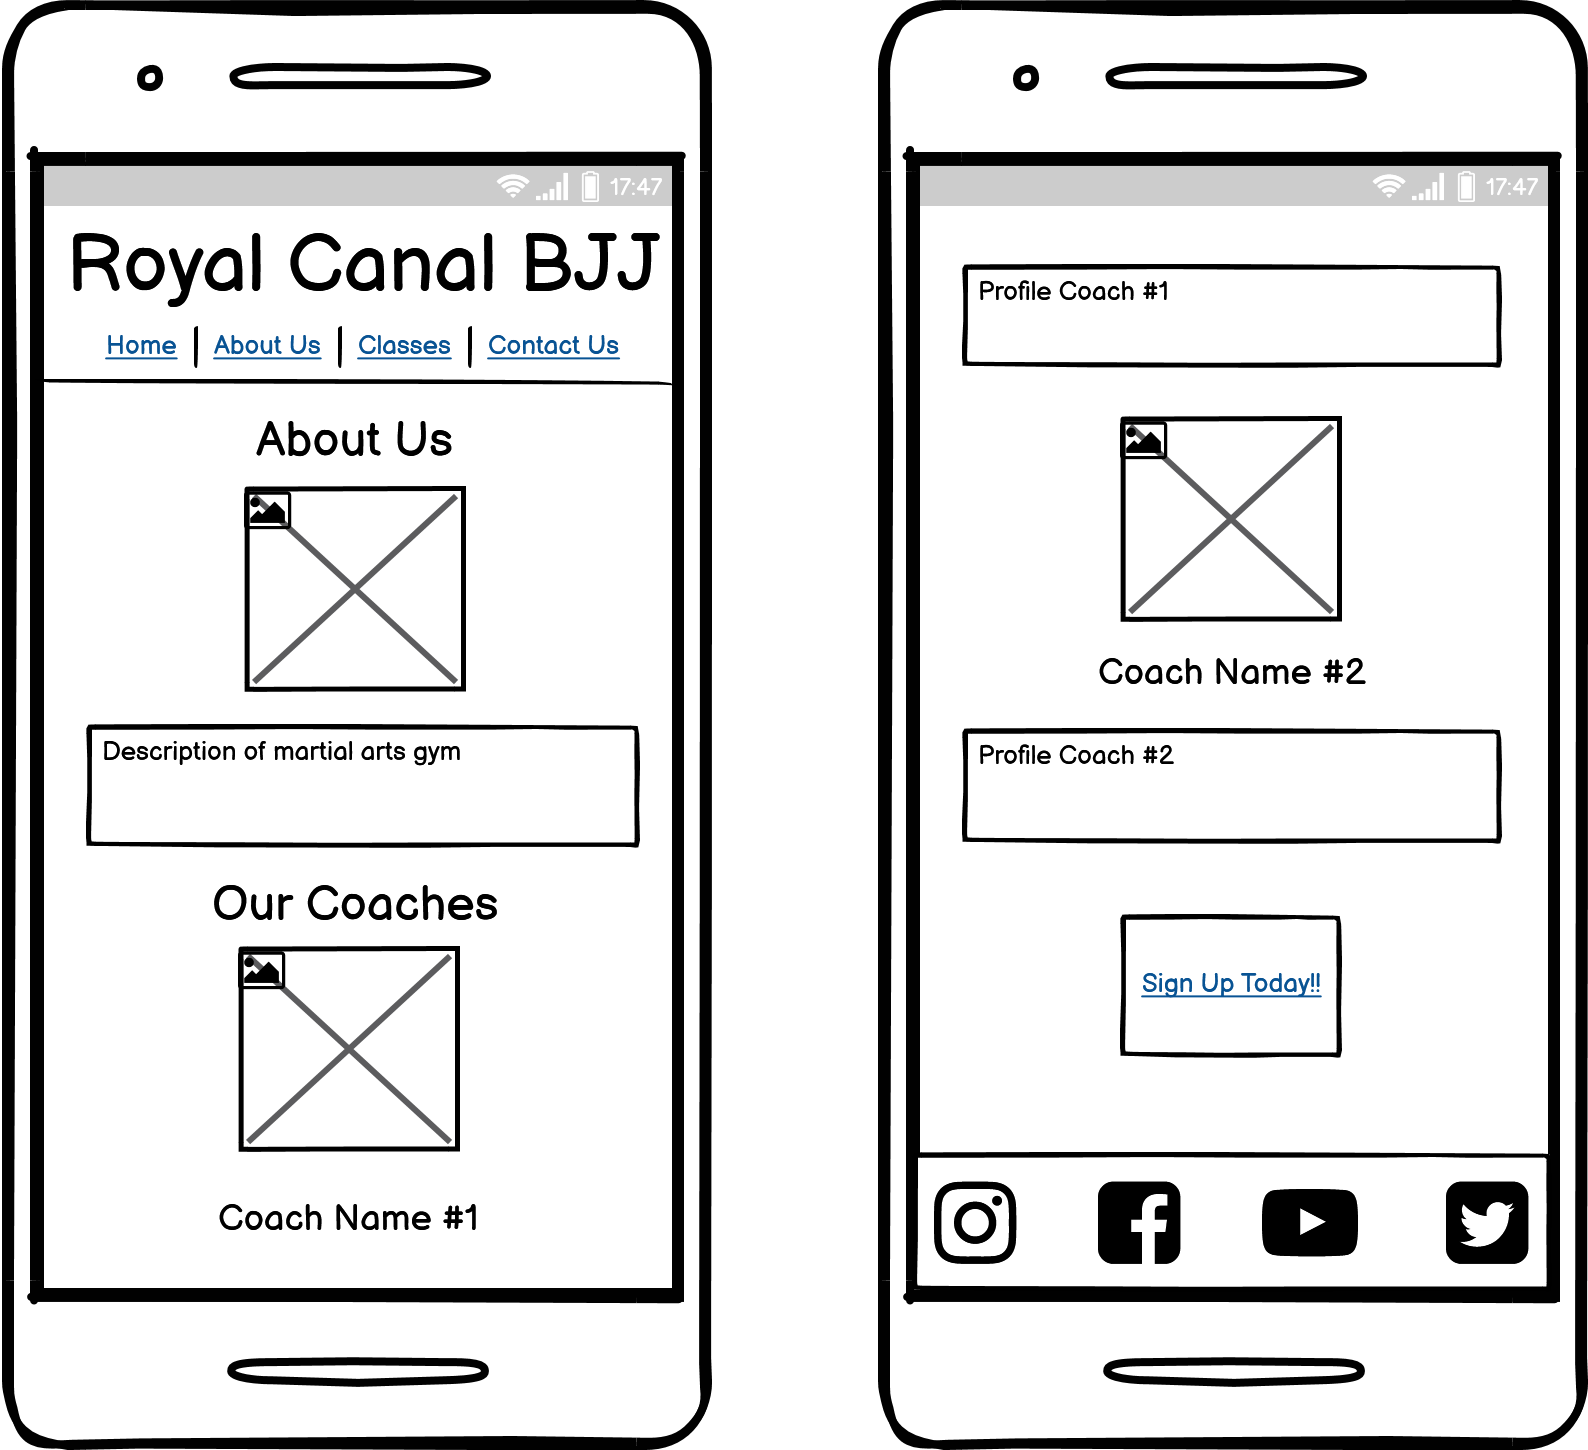 17:47
Royal Canal BJJ
Home | About Us | Classes | Contact Us
About Us
Description of martial arts gym
Our Coaches
Coach Name #1
17:47
Profile Coach #1
Coach Name #2
Profile Coach #2
Sign Up Today!!